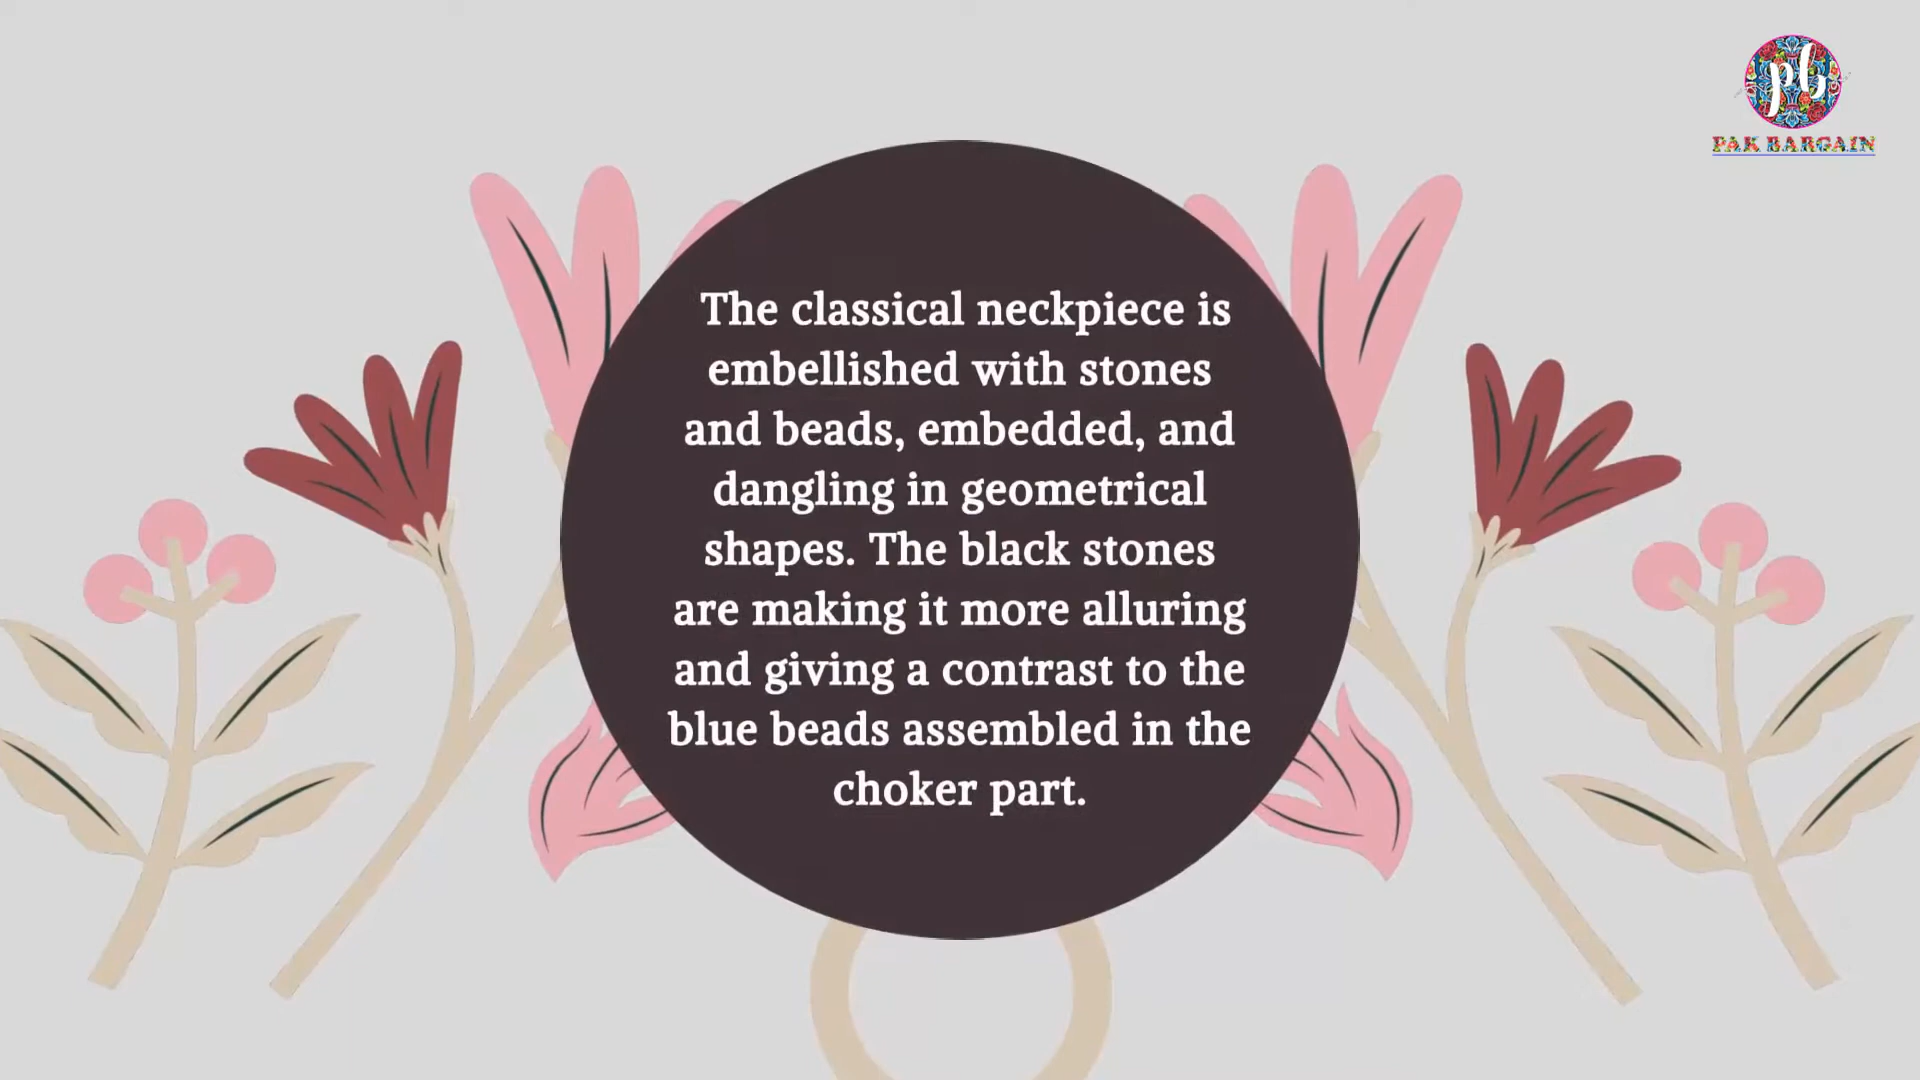 pb
PAK BARGAIN
The classical neckpiece is
embellished with stones
and beads, embedded, and
dangling in geometrical
shapes. The black stones
are making it more alluring
and giving a contrast to the
blue beads assembled in the
choker part.